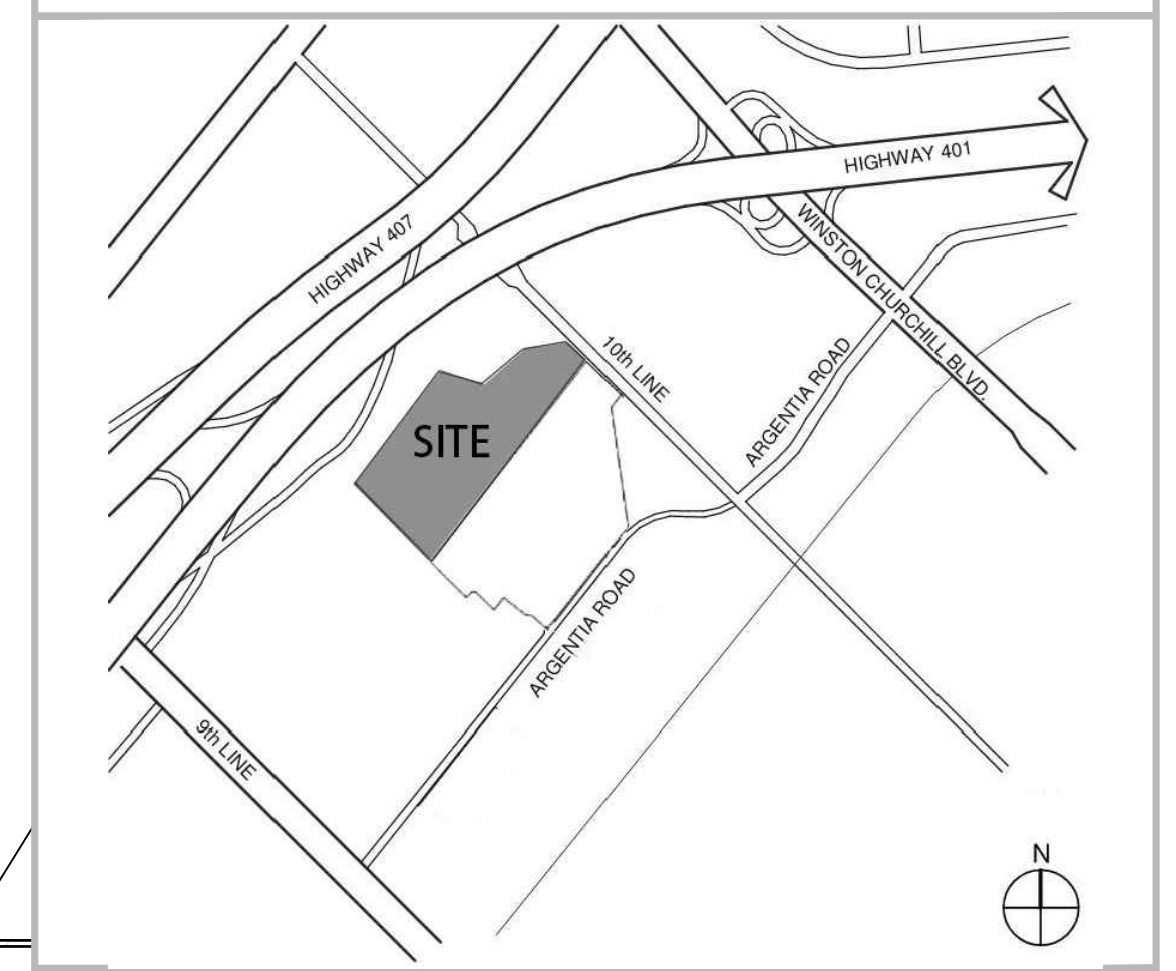 HIGHWAY 401
HIGHWAY 407
WINSTON CHURCHILL BLVD.
10th LINE
ARGENTIA ROAD
SITE
ARGENTIA ROAD
9th LINE
N